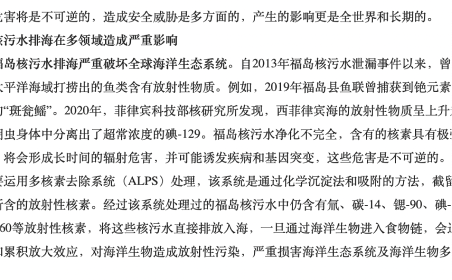 危害将是不可逆的，造成安全威胁是多方面的，产生的影响更是全世界和长期的。
核污水排海在多领域造成严重影响
福岛核污水排海严重破坏全球海洋生态系统。自2013年福岛核污水泄漏事件以来，曾
太平洋海域打捞出的鱼类含有放射性物质。例如，2019年福岛县鱼联曾捕获到铯元素
的“斑瓮鳐”。2020年，菲律宾科技部核研究所发现，西菲律宾海的放射性物质呈上升
明虫身体中分离出了超常浓度的碘-129。福岛核污水净化不完全，含有的核素具有极
，将会形成长时间的辐射危害，并可能诱发疾病和基因突变，这些危害是不可逆的。
要运用多核素去除系统（ALPS）处理，该系统是通过化学沉淀法和吸附的方法，截留
所含的放射性核素。经过该系统处理过的福岛核污水中仍含有氚、碳-14、锶-90、碘-
60等放射性核素，将这些核污水直接排放入海，一旦通过海洋生物进入食物链，会
和累积放大效应，对海洋生物造成放射性污染，严重损害海洋生态系统及海洋生物多